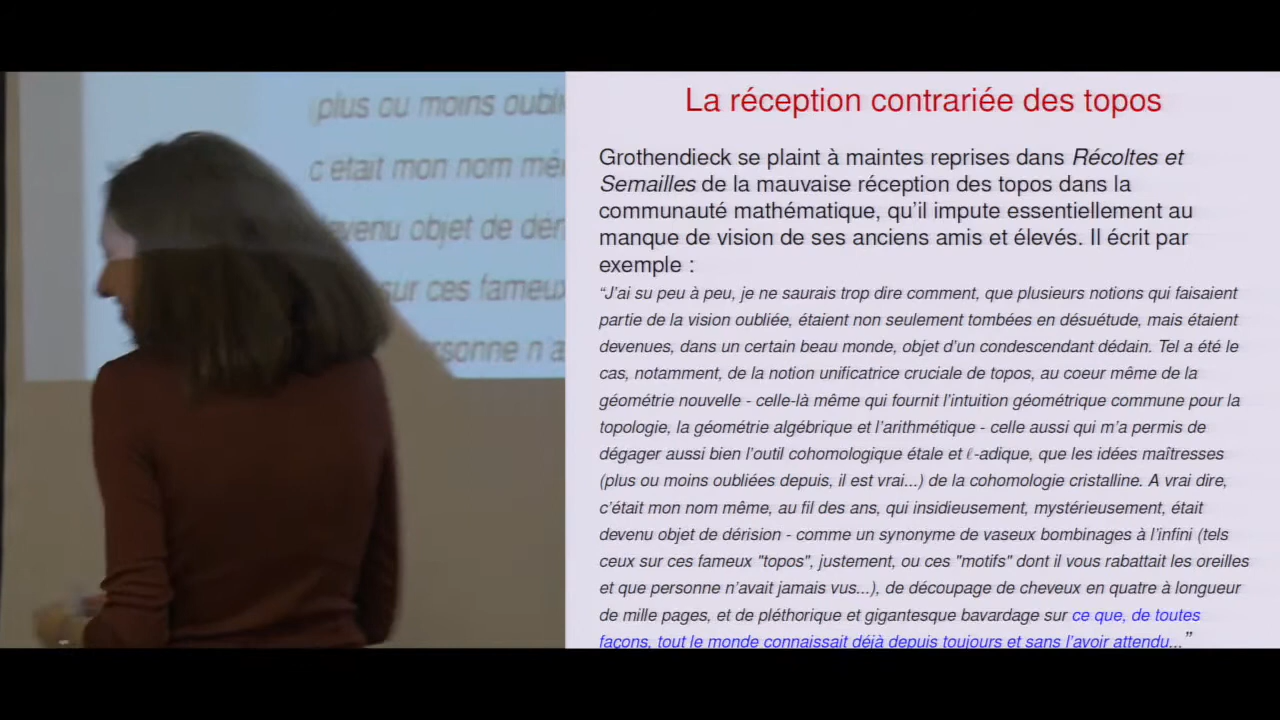 plus ou moins oubli
c'était mon nom mê
devenu objet de dér
sur ces fameux
rsonne n'a
La réception contrariée des topos
Grothendieck se plaint à maintes reprises dans Récoltes et
Semailles de la mauvaise réception des topos dans la
communauté mathématique, qu'il impute essentiellement au
manque de vision de ses anciens amis et élevés. Il écrit par
exemple :
“J'ai su peu à peu, je ne saurais trop dire comment, que plusieurs notions qui faisaient
partie de la vision oubliée, étaient non seulement tombées en désuétude, mais étaient
devenues, dans un certain beau monde, objet d'un condescendant dédain. Tel a été le
cas, notamment, de la notion unificatrice cruciale de topos, au coeur même de la
géométrie nouvelle - celle-là même qui fournit l'intuition géométrique commune pour la
topologie, la géométrie algébrique et l'arithmétique - celle aussi qui m'a permis de
dégager aussi bien l'outil cohomologique étale et ℓ-adique, que les idées maîtresses
(plus ou moins oubliées depuis, il est vrai...) de la cohomologie cristalline. A vrai dire,
c'était mon nom même, au fil des ans, qui insidieusement, mystérieusement, était
devenu objet de dérision - comme un synonyme de vaseux bombinages à l'infini (tels
ceux sur ces fameux "topos", justement, ou ces "motifs" dont il vous rabattait les oreilles
et que personne n'avait jamais vus...), de découpage de cheveux en quatre à longueur
de mille pages, et de pléthorique et gigantesque bavardage sur ce que, de toutes
façons, tout le monde connaissait déjà depuis toujours et sans l'avoir attendu...”